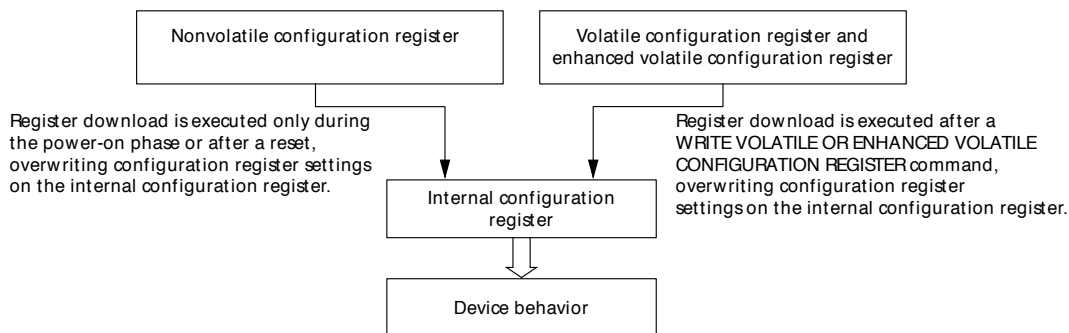 Nonvolatile configuration register
Volatile configuration register and
enhanced volatile configuration register
Register download is executed only during
the power-on phase or after a reset,
overwriting configuration register settings
on the internal configuration register.
Register download is executed after a
WRITE VOLATILE OR ENHANCED VOLATILE
CONFIGURATION REGISTER command,
overwriting configuration register
settings on the internal configuration register.
Internal configuration
register
Device behavior